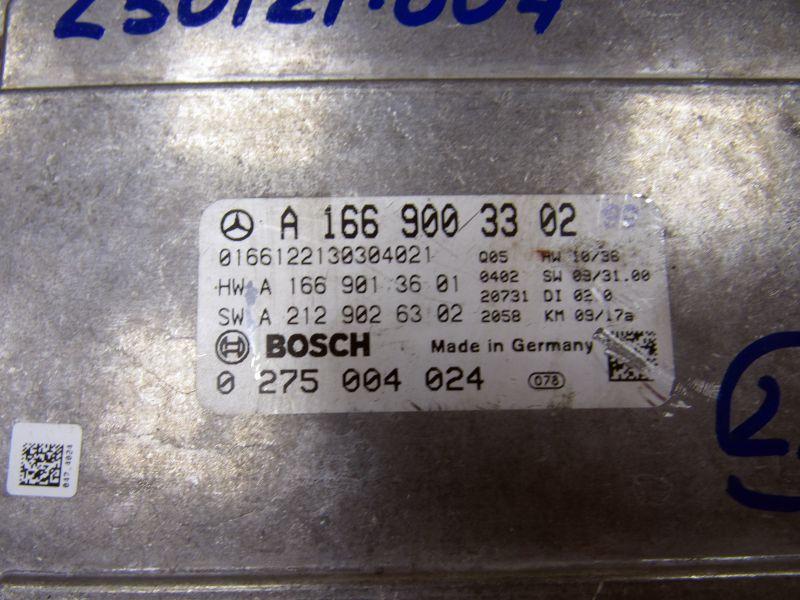 A 166 900 33 02
0166122130304021 Q05 HW 10/36
HW A 166 901 36 01 0402 SW 09/31.00
20731 DI 02.0
SW A 212 902 63 02 2058 KM 09/17a
BOSCH Made in Germany
0 275 004 024 078
047.4024